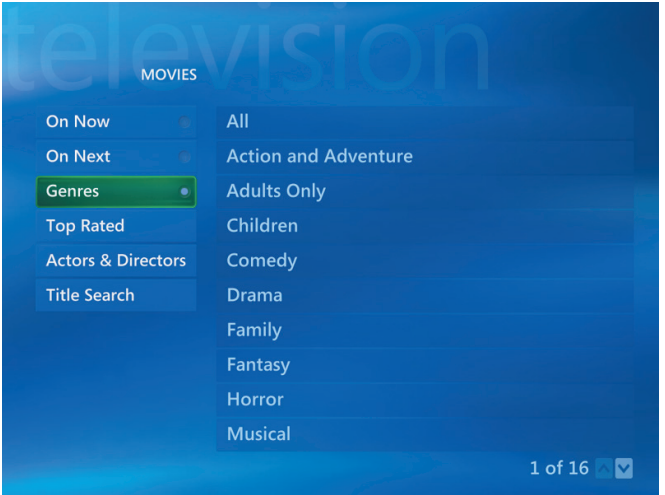 television
MOVIES
On Now
On Next
Genres
Top Rated
Actors & Directors
Title Search
All
Action and Adventure
Adults Only
Children
Comedy
Drama
Family
Fantasy
Horror
Musical
1 of 16